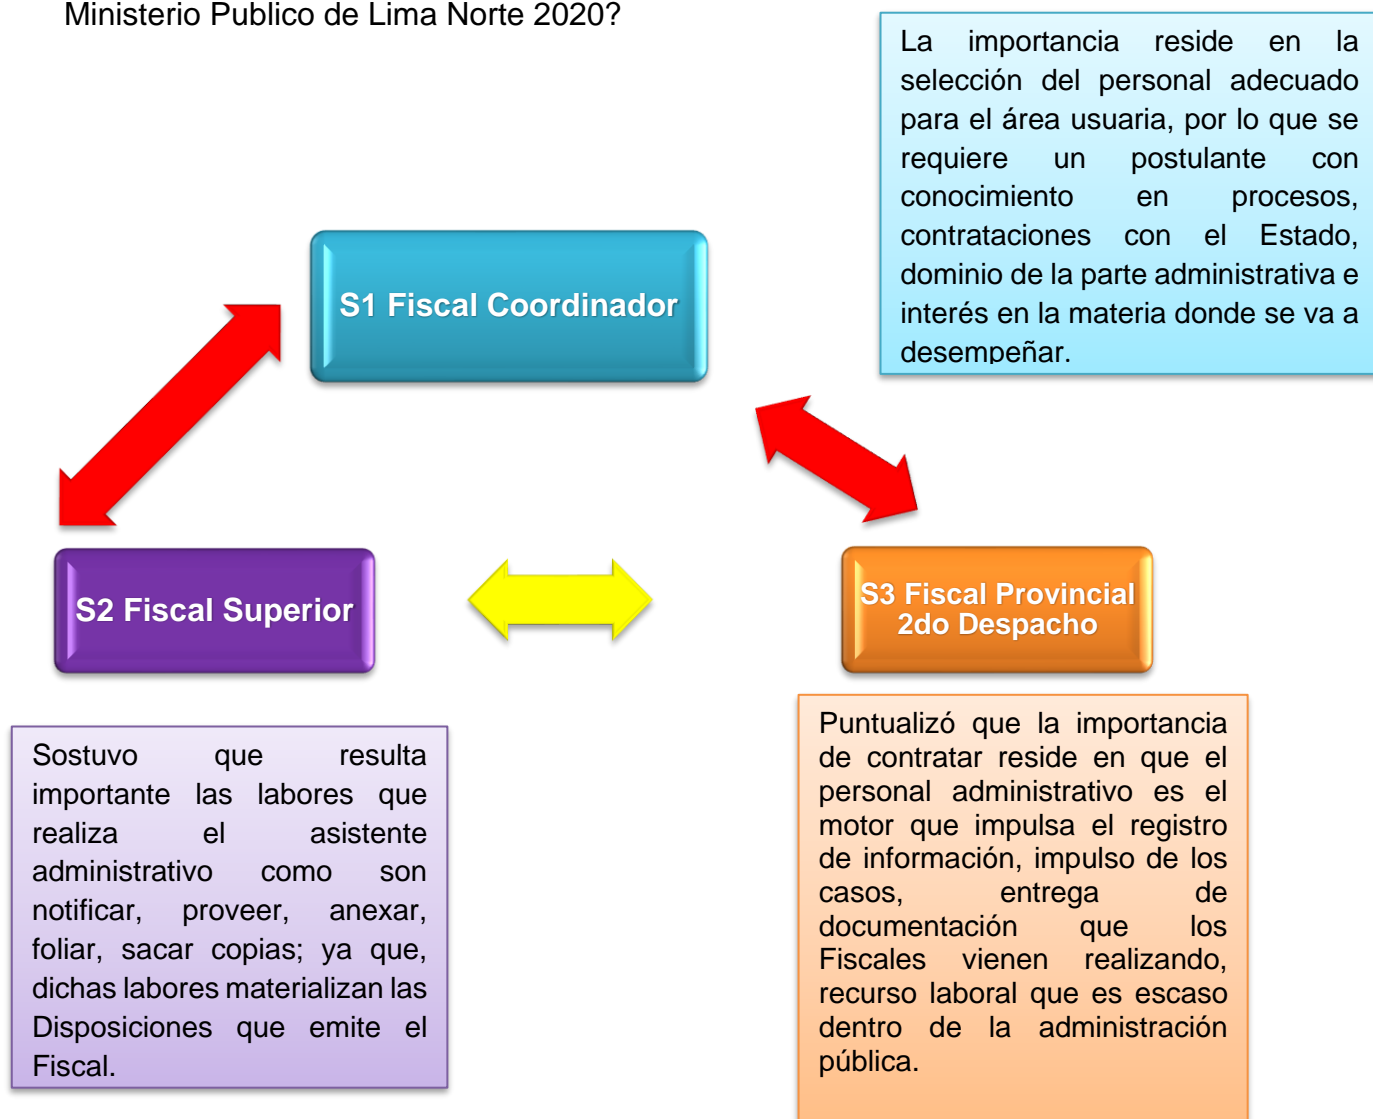 Ministerio Publico de Lima Norte 2020?
La importancia reside en la
selección del personal adecuado
para el área usuaria, por lo que se
requiere un postulante con
conocimiento en procesos,
contrataciones con el Estado,
dominio de la parte administrativa e
interés en la materia donde se va a
desempeñar.
S1 Fiscal Coordinador
S2 Fiscal Superior
S3 Fiscal Provincial
2do Despacho
Sostuvo que resulta
importante las labores que
realiza el asistente
administrativo como son
notificar, proveer, anexar,
foliar, sacar copias; ya que,
dichas labores materializan las
Disposiciones que emite el
Fiscal.
Puntualizó que la importancia
de contratar reside en que el
personal administrativo es el
motor que impulsa el registro
de información, impulso de los
casos, entrega de
documentación que los
Fiscales vienen realizando,
recurso laboral que es escaso
dentro de la administración
pública.